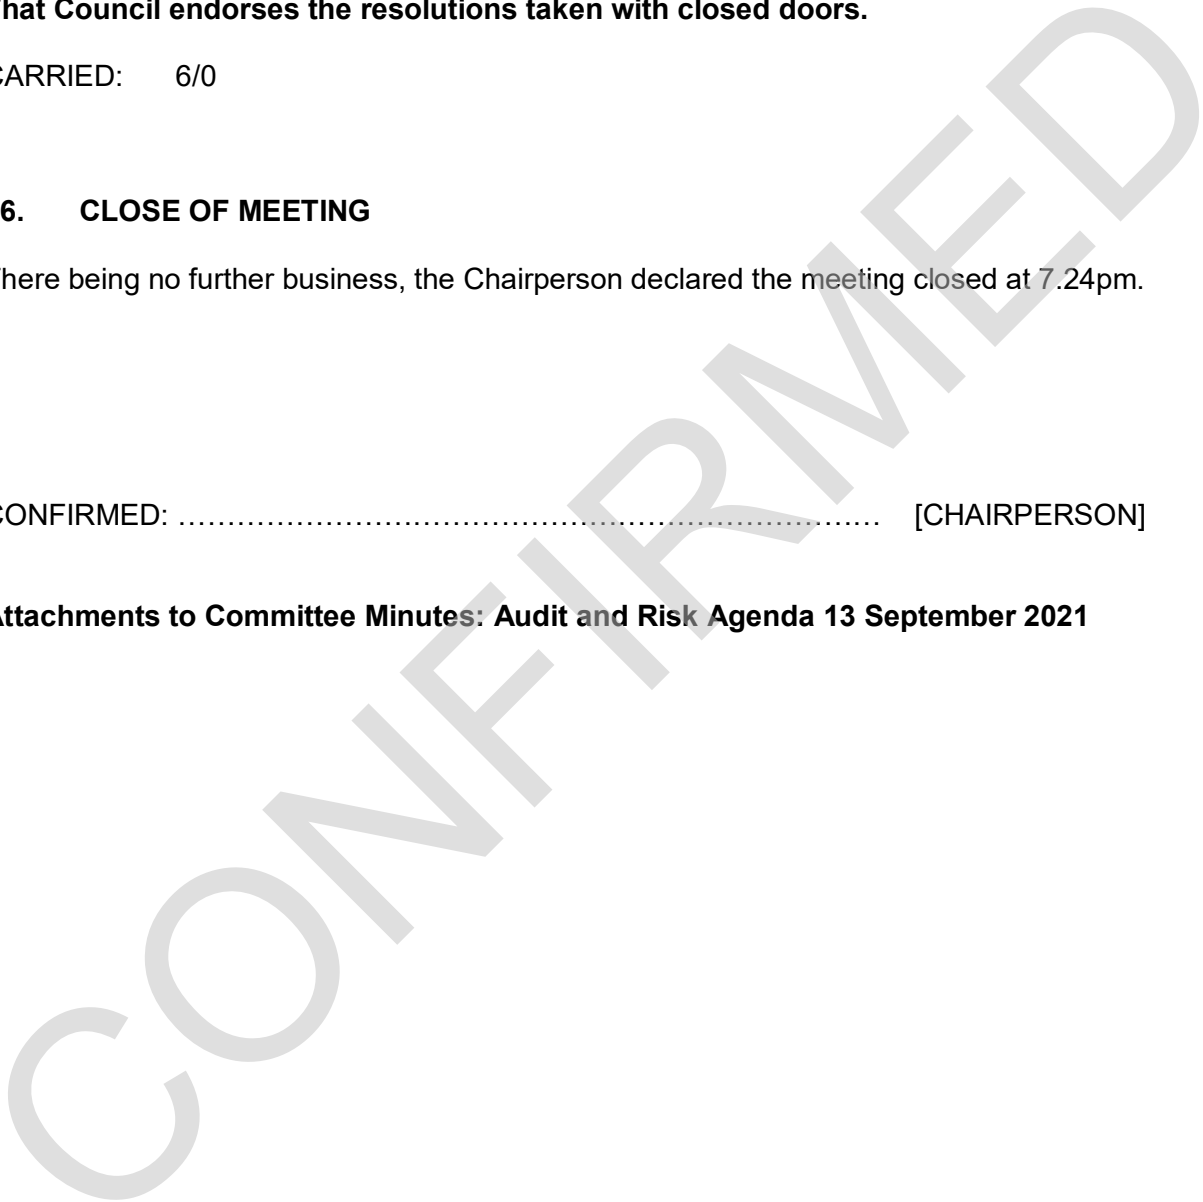 hat Council endorses the resolutions taken with closed doors.
CARRIED: 6/0
6. CLOSE OF MEETING
here being no further business, the Chairperson declared the meeting closed at 7.24pm.
CONFIRMED: ………………………………………………………………. [CHAIRPERSON]
Attachments to Committee Minutes: Audit and Risk Agenda 13 September 2021
CONFIRMED